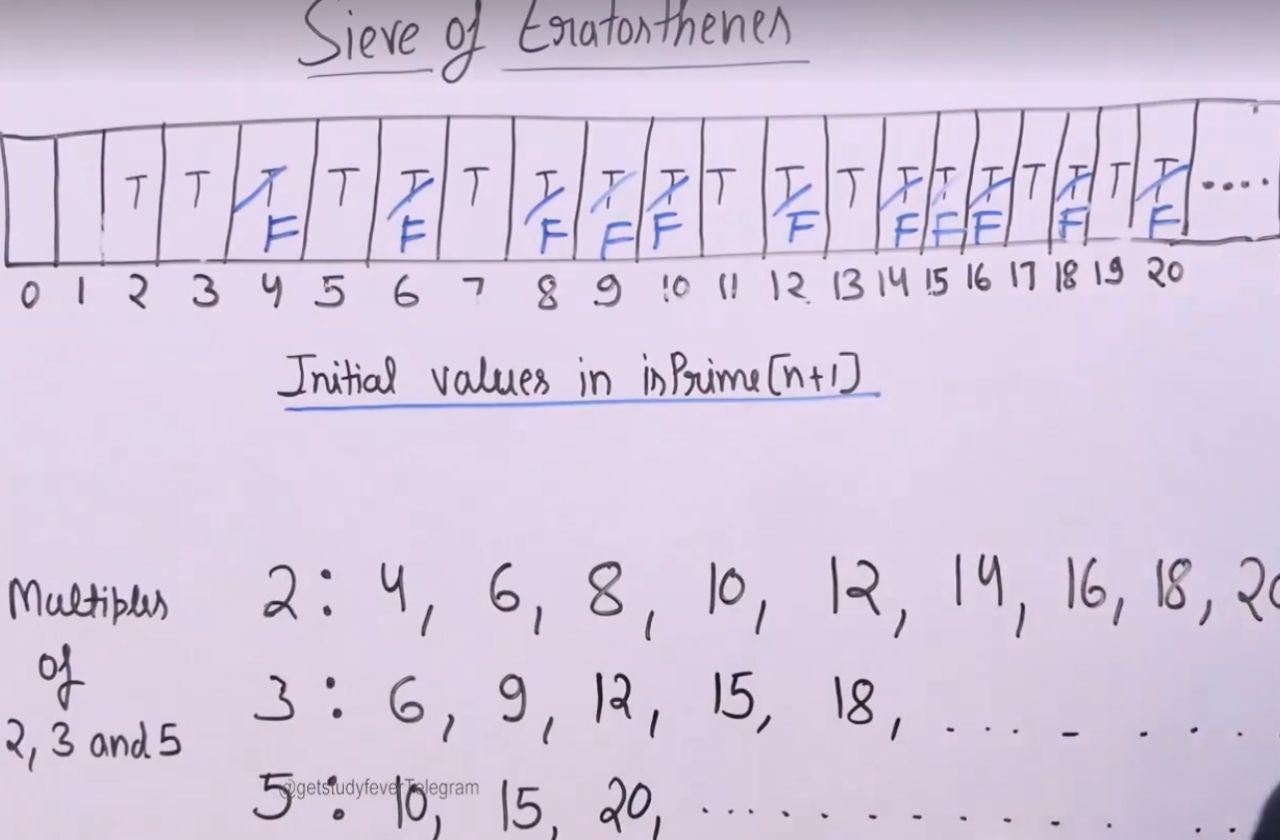 Sieve of Eratosthenes
T T T T T T T T T T T T T T T T T T T ....
F F F F F F F F F F F
0 1 2 3 4 5 6 7 8 9 10 11 12 13 14 15 16 17 18 19 20
Initial values in isPrime[n+1]
Multiples of 2, 3 and 5
2: 4, 6, 8, 10, 12, 14, 16, 18, 20
3: 6, 9, 12, 15, 18, ........
5: 10, 15, 20, ............
@getstudyfever Telegram